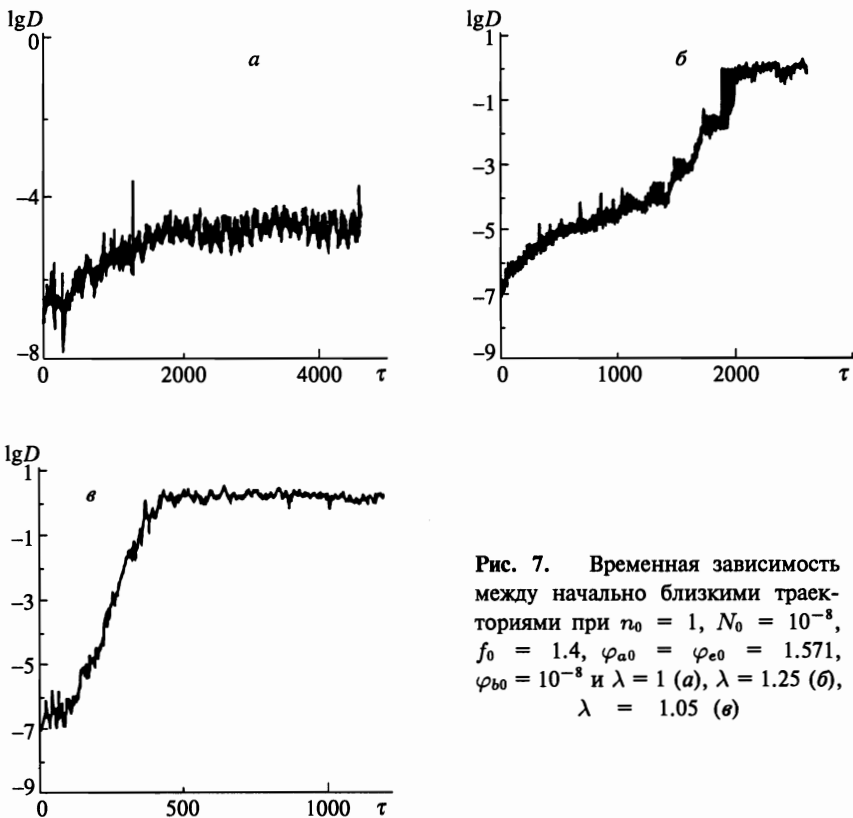 lgD
0
-4
-8
а
0
2000
4000
τ
lgD
1
-1
-3
-5
-7
-9
б
0
1000
2000
τ
lgD
1
-1
-3
-5
-7
-9
в
0
500
1000
τ
Рис. 7. Временная зависимость
между начально близкими траек-
ториями при n₀ = 1, N₀ = 10⁻⁸,
f₀ = 1.4, φₐ₀ = φₑ₀ = 1.571,
φ_b₀ = 10⁻⁸ и λ = 1 (а), λ = 1.25 (б),
λ = 1.05 (в)